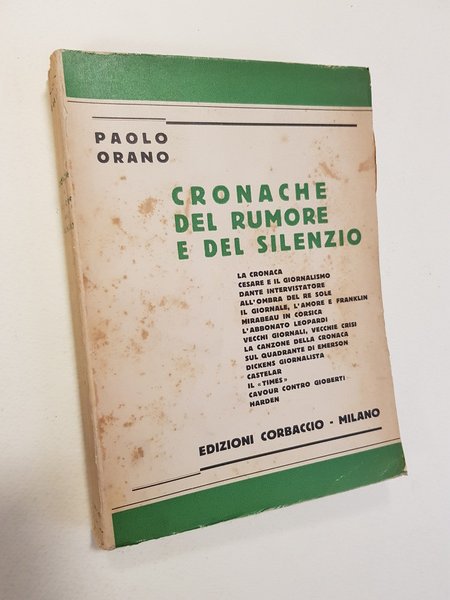 PAOLO
ORANO
CRONACHE
DEL RUMORE
E DEL SILENZIO
LA CRONACA
CESARE E IL GIORNALISMO
DANTE INTERVISTATORE
ALL'OMBRA DEL RE SOLE
IL GIORNALE, L'AMORE E FRANKLIN
MIRABEAU IN CORSICA
L'ABBONATO LEOPARDI
VECCHI GIORNALI, VECCHIE CRISI
LA CANZONE DELLA CRONACA
SUL QUADRANTE DI EMERSON
DICKENS GIORNALISTA
CASTELAR
IL «TIMES»
CAVOUR CONTRO GIOBERTI
HARDEN
EDIZIONI CORBACCIO - MILANO